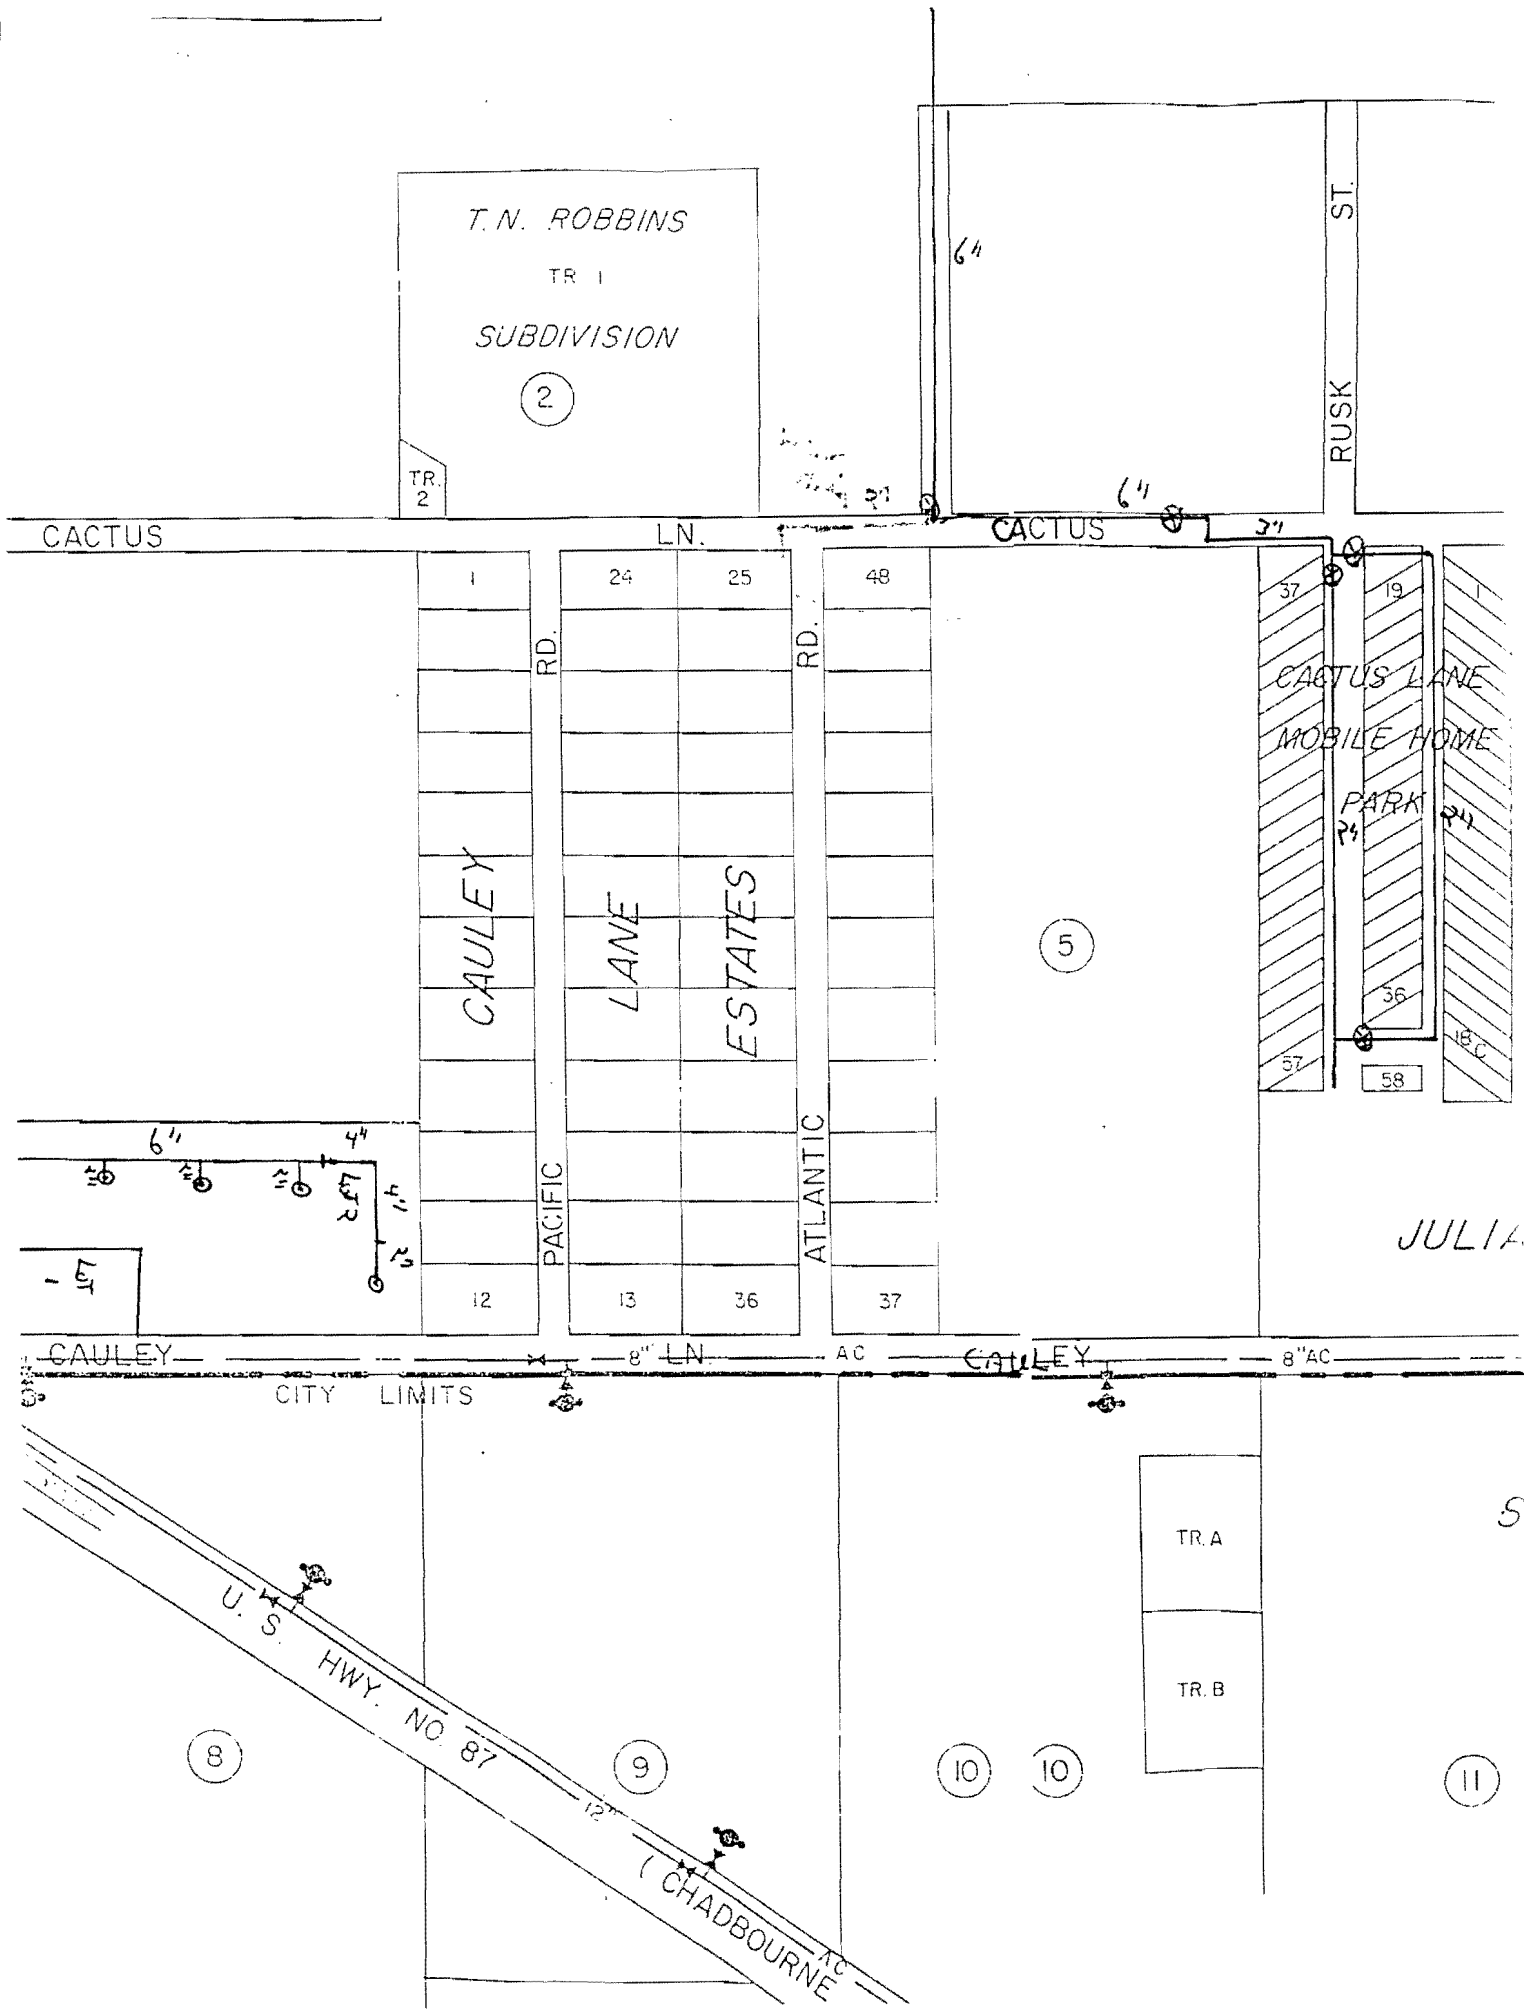 T. N. ROBBINS
TR 1
SUBDIVISION
2
TR.
2
6"
RUSK ST.
CACTUS LN.
2"
CACTUS
6"
3"
1
24
25
48
37
19
1
PACIFIC RD.
ATLANTIC RD.
CACTUS LANE
MOBILE HOME
PARK
2"
2"
CAULEY
LANE
ESTATES
5
36
18
C
57
58
6"
4"
4"
JULIA
12
13
36
37
CAULEY LN
8"
AC
CAULEY
8"AC
CITY LIMITS
TR. A
S
TR. B
U. S. HWY. NO. 87
8
9
10
10
11
12"
( CHADBOURNE
AC